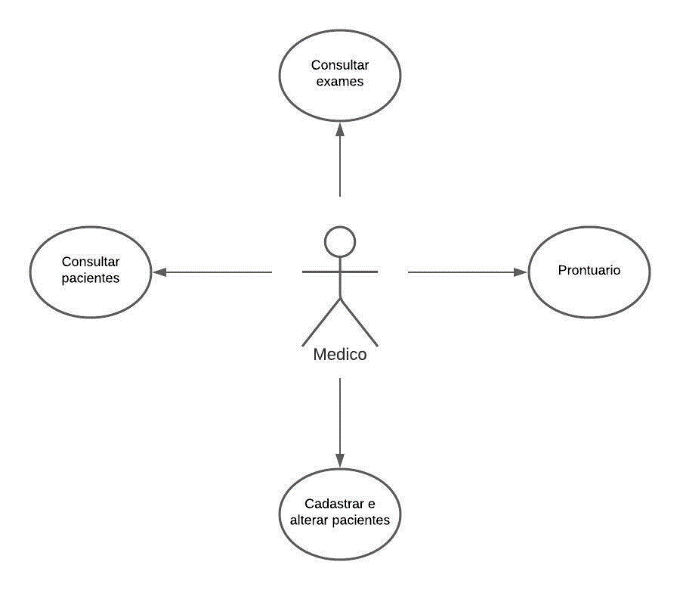 Consultar
exames
Consultar
pacientes
Prontuario
Medico
Cadastrar e
alterar pacientes